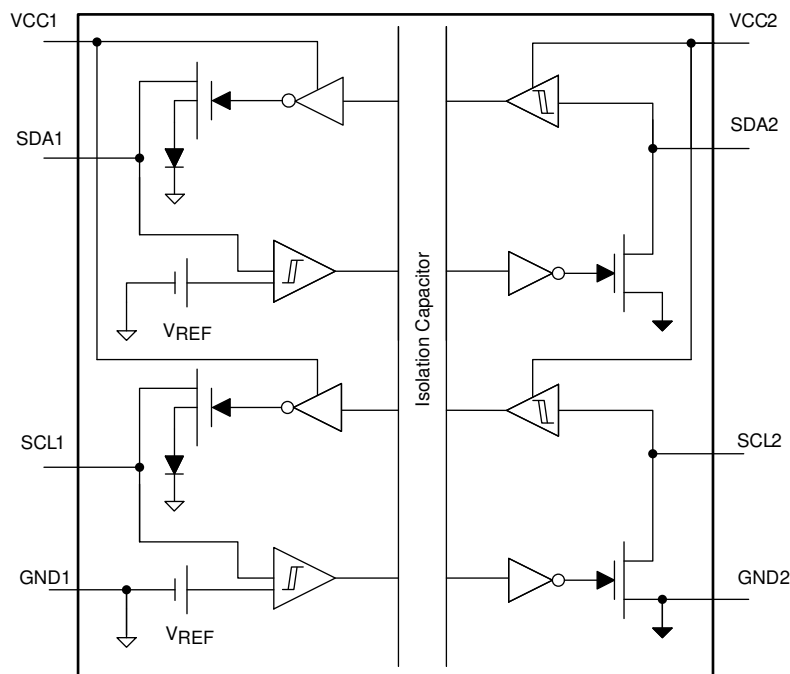 VCC1
VCC2
SDA1
SDA2
VREF
Isolation Capacitor
SCL1
SCL2
GND1
GND2
VREF